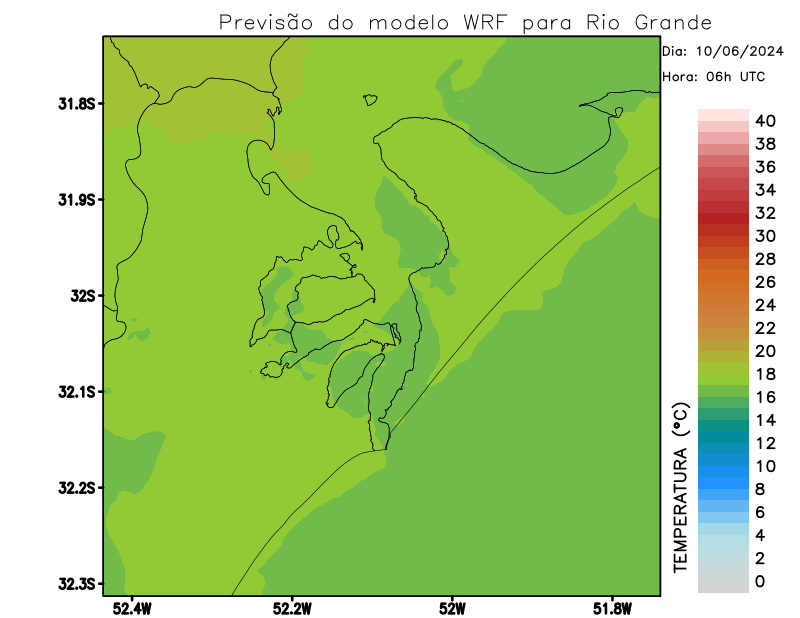 Previsão do modelo WRF para Rio Grande
Dia: 10/06/2024
Hora: 06h UTC
31.8S
31.9S
32S
32.1S
32.2S
32.3S
52.4W
52.2W
52W
51.8W
TEMPERATURA (°C)
40
38
36
34
32
30
28
26
24
22
20
18
16
14
12
10
8
6
4
2
0